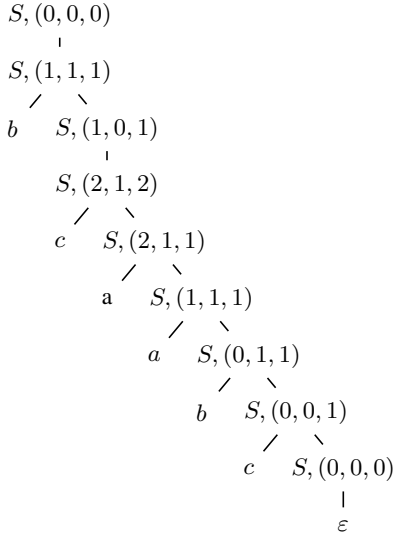 S, (0, 0, 0)
S, (1, 1, 1)
b S, (1, 0, 1)
S, (2, 1, 2)
c S, (2, 1, 1)
a S, (1, 1, 1)
a S, (0, 1, 1)
b S, (0, 0, 1)
c S, (0, 0, 0)
ε